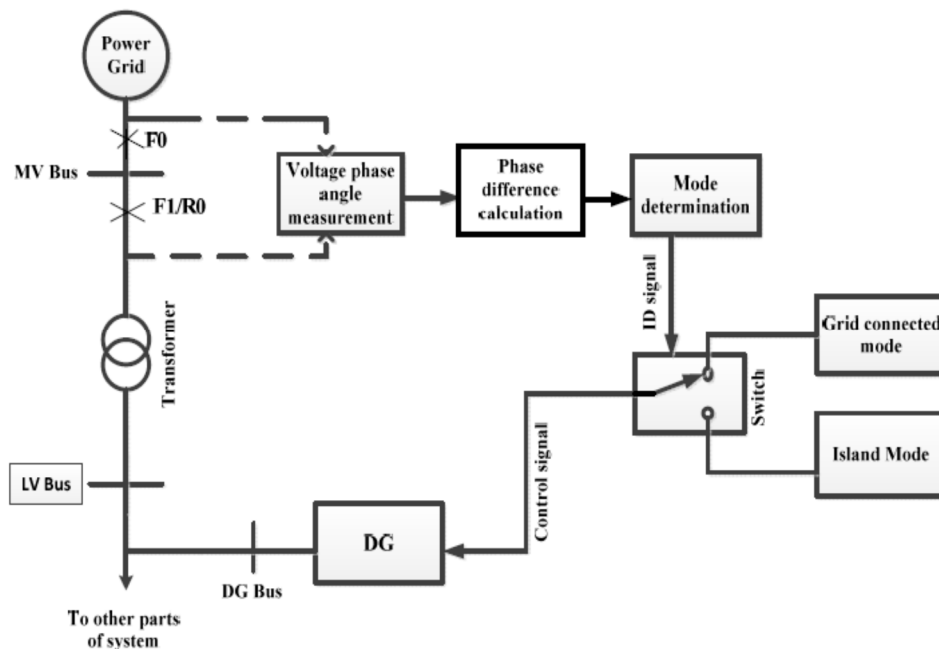 Power
Grid
F0
MV Bus
F1/R0
Voltage phase
angle
measurement
Phase
difference
calculation
Mode
determination
ID signal
Transformer
Grid connected
mode
Switch
Island Mode
Control signal
LV Bus
DG
DG Bus
To other parts
of system